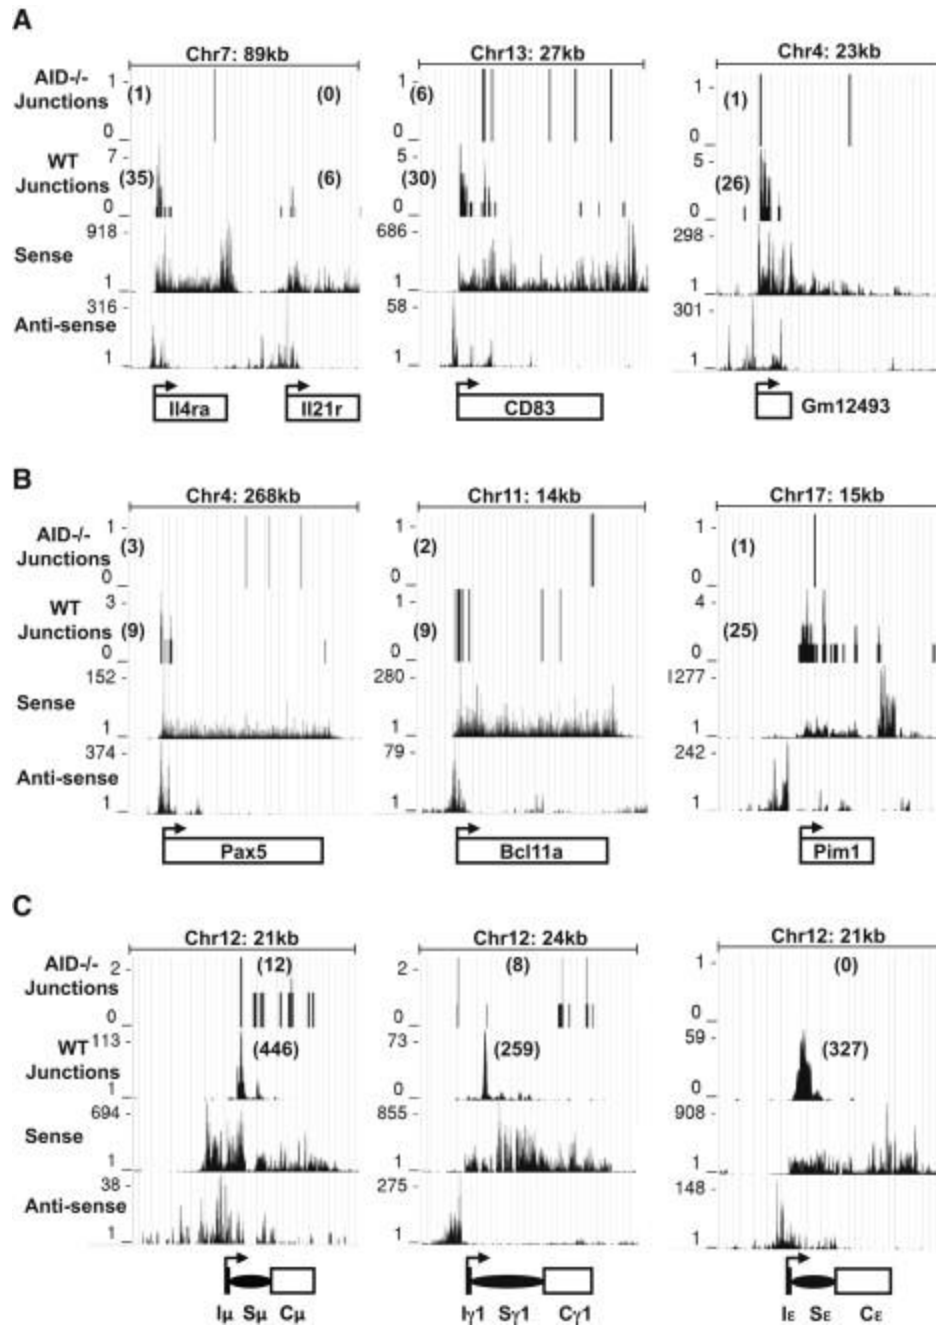 A
Chr7: 89kb Chr13: 27kb Chr4: 23kb
AID-/- Junctions 1 0 (1) (0) 1 0 (6) 1 0 (1)
WT Junctions 7 0 (35) (6) 5 0 (30) 5 0 (26)
Sense 918 1 686 1 298 1
Anti-sense 316 1 58 1 301 1
Il4ra Il21r CD83 Gm12493
B
Chr4: 268kb Chr11: 14kb Chr17: 15kb
AID-/- Junctions 1 0 (3) 1 0 (2) 1 0 (1)
WT Junctions 3 0 (9) 1 0 (9) 4 0 (25)
Sense 152 1 280 1 1277 1
Anti-sense 374 1 79 1 242 1
Pax5 Bcl11a Pim1
C
Chr12: 21kb Chr12: 24kb Chr12: 21kb
AID-/- Junctions 2 0 (12) 2 0 (8) 1 0 (0)
WT Junctions 113 1 (446) 73 0 (259) 59 0 (327)
Sense 694 1 855 1 908 1
Anti-sense 38 1 275 1 148 1
Iμ Sμ Cμ Iγ1 Sγ1 Cγ1 Iε Sε Cε